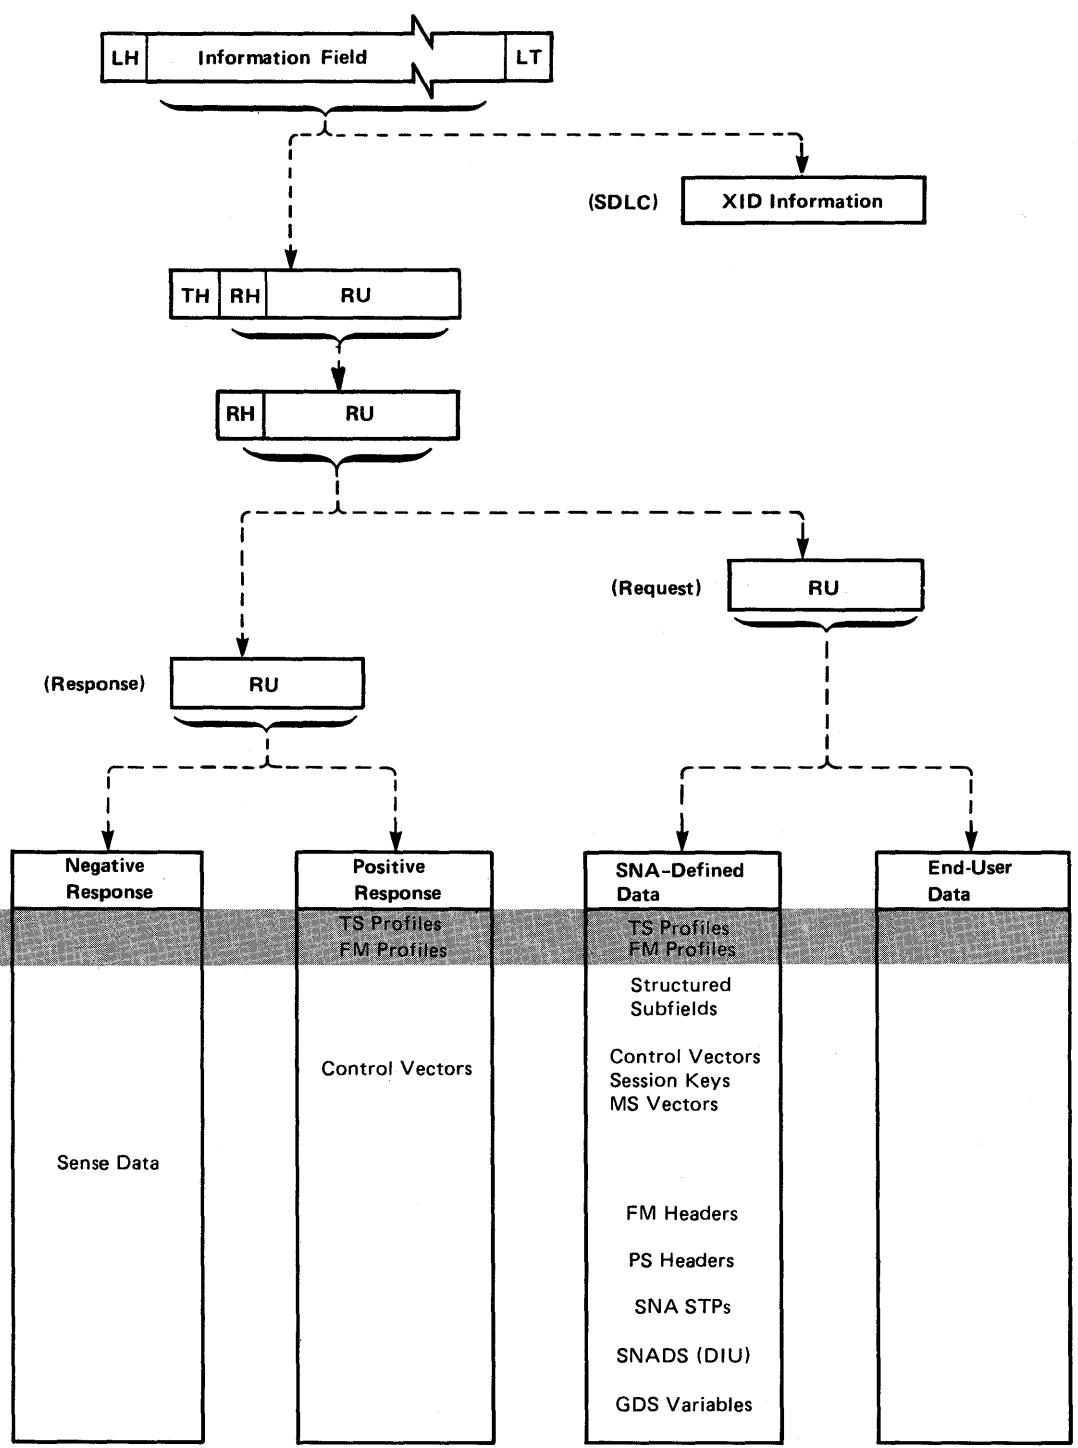 LH Information Field LT
(SDLC) XID Information
TH RH RU
RH RU
(Request) RU
(Response) RU
Negative
Response
Positive
Response
SNA-Defined
Data
End-User
Data
TS Profiles
FM Profiles
TS Profiles
FM Profiles
Structured
Subfields
Control Vectors
Control Vectors
Session Keys
MS Vectors
Sense Data
FM Headers
PS Headers
SNA STPs
SNADS (DIU)
GDS Variables